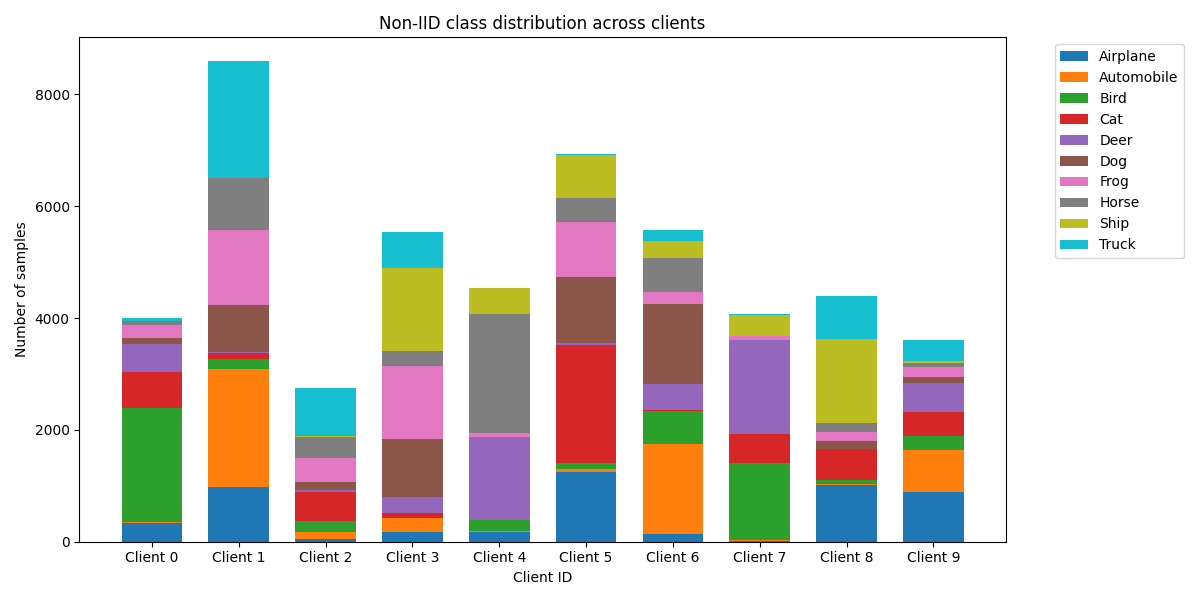 Non-IID class distribution across clients
Number of samples
8000
6000
4000
2000
0
Client 0
Client 1
Client 2
Client 3
Client 4
Client 5
Client 6
Client 7
Client 8
Client 9
Client ID
Airplane
Automobile
Bird
Cat
Deer
Dog
Frog
Horse
Ship
Truck